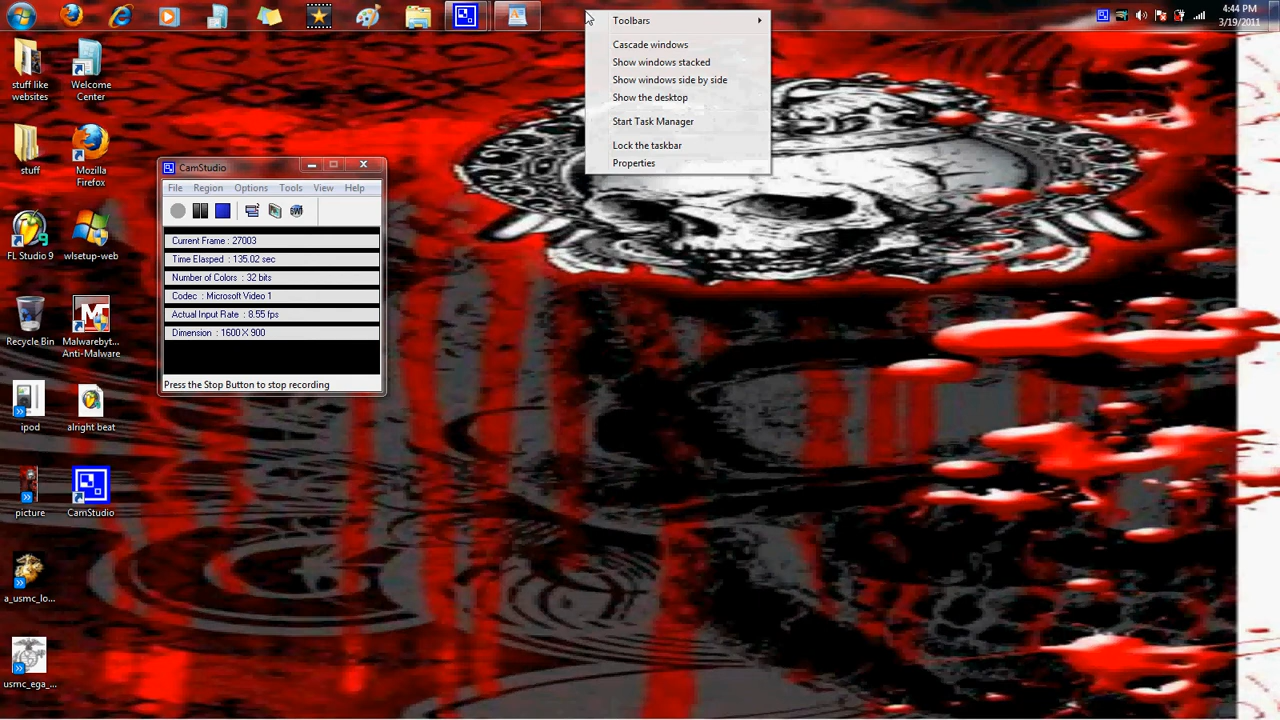 4:44 PM
3/19/2011
Toolbars
Cascade windows
Show windows stacked
Show windows side by side
Show the desktop
Start Task Manager
Lock the taskbar
Properties
stuff like
websites
Welcome
Center
stuff
Mozilla
Firefox
FL Studio 9
wlsetup-web
Recycle Bin
Malwarebyt...
Anti-Malware
ipod
alright beat
picture
CamStudio
a_usmc_lo...
usmc_ega_...
CamStudio
File Region Options Tools View Help
Current Frame : 27003
Time Elasped : 135.02 sec
Number of Colors : 32 bits
Codec : Microsoft Video 1
Actual Input Rate : 8.55 fps
Dimension : 1600 X 900
Press the Stop Button to stop recording